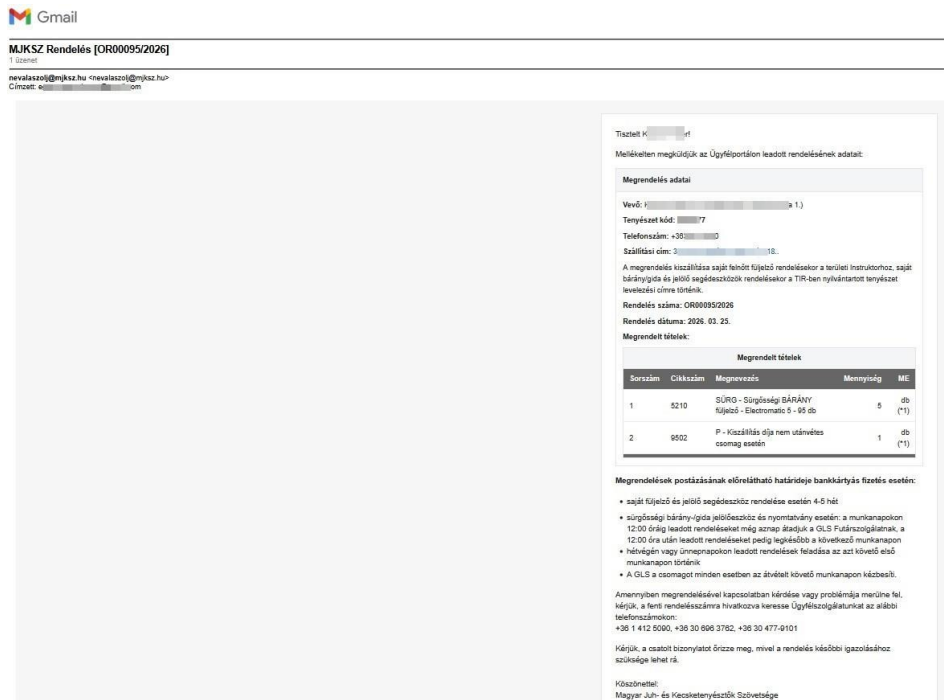 Gmail
MJKSZ Rendelés [OR00095/2026]
1 üzenet
nevalaszolj@mjksz.hu <nevalaszolj@mjksz.hu>
Címzett: e om
Tisztelt K r!
Mellékelten megküldjük az Ügyfélportálon leadott rendelésének adatait:
Megrendelés adatai
Vevő: a 1.)
Tenyészet kód: 7
Telefonszám: +36 0
Szállítási cím: 3 18..
A megrendelés kiszállítása saját felnőtt füljelző rendelésekor a területi Instruktorhoz, saját
bárány/gida és jelölő segédeszközök rendelésekor a TIR-ben nyilvántartott tenyészet
levelezési címre történik.
Rendelés száma: OR00095/2026
Rendelés dátuma: 2026. 03. 25.
Megrendelt tételek:
Megrendelt tételek
Sorszám Cikkszám Megnevezés Mennyiség ME
1 5210 SÜRG - Sürgősségi BÁRÁNY 5 db
füljelző - Electromatic 5 - 95 db (*1)
2 9502 P - Kiszállítás díja nem utánvétes 1 db
csomag esetén (*1)
Megrendelések postázásának előrelátható határideje bankkártyás fizetés esetén:
• saját füljelző és jelölő segédeszköz rendelése esetén 4-5 hét
• sürgősségi bárány-/gida jelölőeszköz és nyomtatvány esetén: a munkanapokon
12:00 óráig leadott rendeléseket még aznap átadjuk a GLS Futárszolgálatnak, a
12:00 óra után leadott rendeléseket pedig legkésőbb a következő munkanapon
• hétvégén vagy ünnepnapokon leadott rendelések feladása az azt követő első
munkanapon történik
• A GLS a csomagot minden esetben az átvételt követő munkanapon kézbesíti.
Amennyiben megrendelésével kapcsolatban kérdése vagy problémája merülne fel,
kérjük, a fenti rendelésszámra hivatkozva keresse Ügyfélszolgálatunkat az alábbi
telefonszámokon:
+36 1 412 5090, +36 30 696 3762, +36 30 477-9101
Kérjük, a csatolt bizonylatot őrizze meg, mivel a rendelés későbbi igazolásához
szüksége lehet rá.
Köszönettel:
Magyar Juh- és Kecsketenyésztők Szövetsége